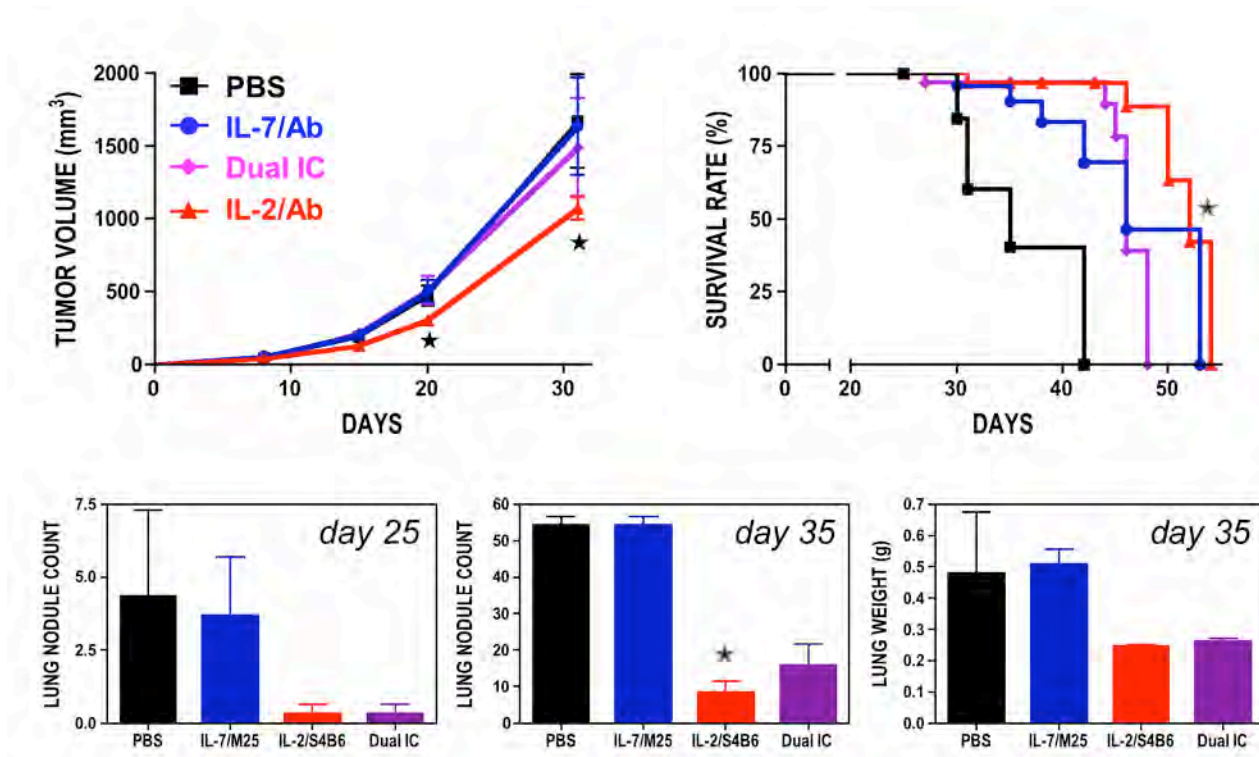 2000
1500
1000
500
0
TUMOR VOLUME (mm³)
PBS
IL-7/Ab
Dual IC
IL-2/Ab
0 10 20 30
DAYS
100
75
50
25
0
SURVIVAL RATE (%)
0 20 30 40 50
DAYS
7.5
5.0
2.5
0.0
LUNG NODULE COUNT
day 25
PBS IL-7/M25 IL-2/S4B6 Dual IC
60
50
40
30
20
10
0
LUNG NODULE COUNT
day 35
PBS IL-7/M25 IL-2/S4B6 Dual IC
0.7
0.6
0.5
0.4
0.3
0.2
0.1
0.0
LUNG WEIGHT (g)
day 35
PBS IL-7/M25 IL-2/S4B6 Dual IC